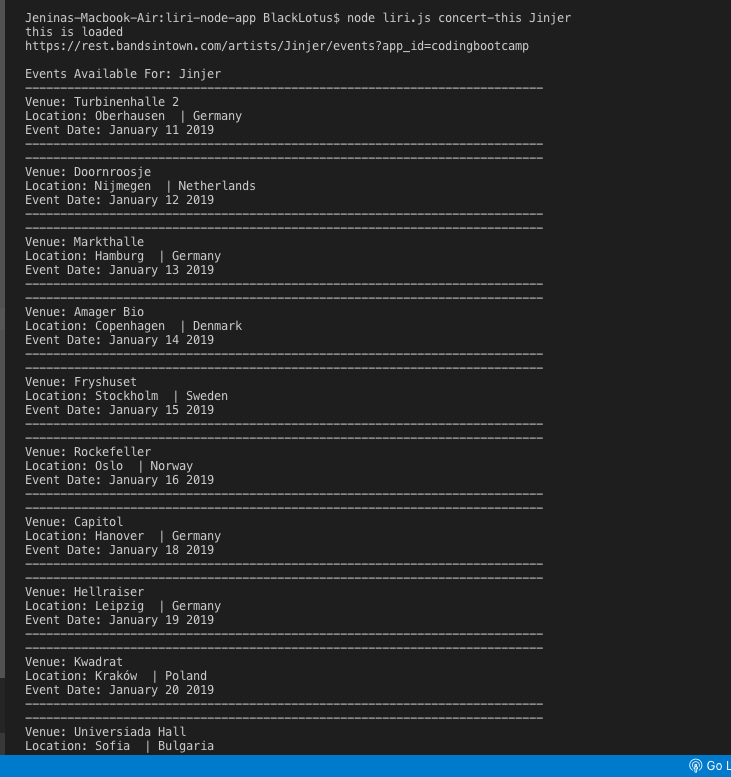 Jeninas-Macbook-Air:liri-node-app BlackLotus$ node liri.js concert-this Jinjer
this is loaded
https://rest.bandsintown.com/artists/Jinjer/events?app_id=codingbootcamp
Events Available For: Jinjer
Venue: Turbinenhalle 2
Location: Oberhausen  | Germany
Event Date: January 11 2019
Venue: Doornroosje
Location: Nijmegen  | Netherlands
Event Date: January 12 2019
Venue: Markthalle
Location: Hamburg  | Germany
Event Date: January 13 2019
Venue: Amager Bio
Location: Copenhagen  | Denmark
Event Date: January 14 2019
Venue: Fryshuset
Location: Stockholm  | Sweden
Event Date: January 15 2019
Venue: Rockefeller
Location: Oslo  | Norway
Event Date: January 16 2019
Venue: Capitol
Location: Hanover  | Germany
Event Date: January 18 2019
Venue: Hellraiser
Location: Leipzig  | Germany
Event Date: January 19 2019
Venue: Kwadrat
Location: Kraków  | Poland
Event Date: January 20 2019
Venue: Universiada Hall
Location: Sofia  | Bulgaria
Go L